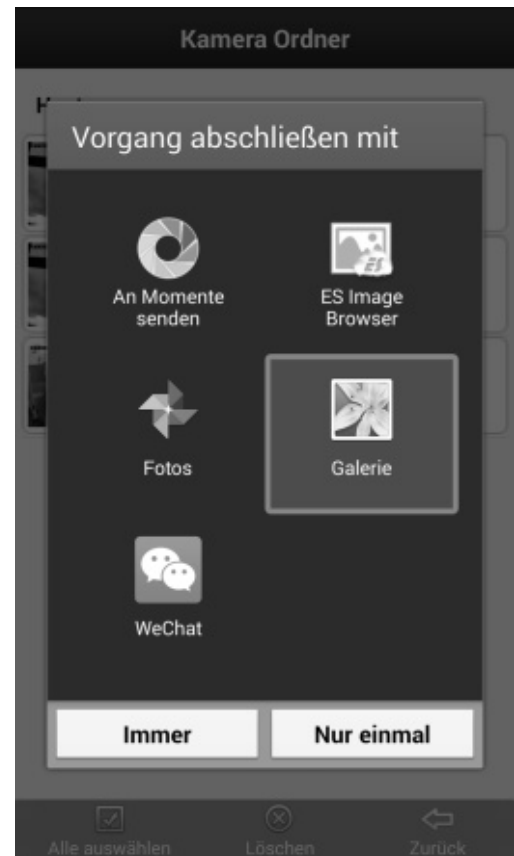 Kamera Ordner
Vorgang abschließen mit
An Momente
senden
ES Image
Browser
Fotos
Galerie
WeChat
Immer
Nur einmal
Alle auswählen
Löschen
Zurück